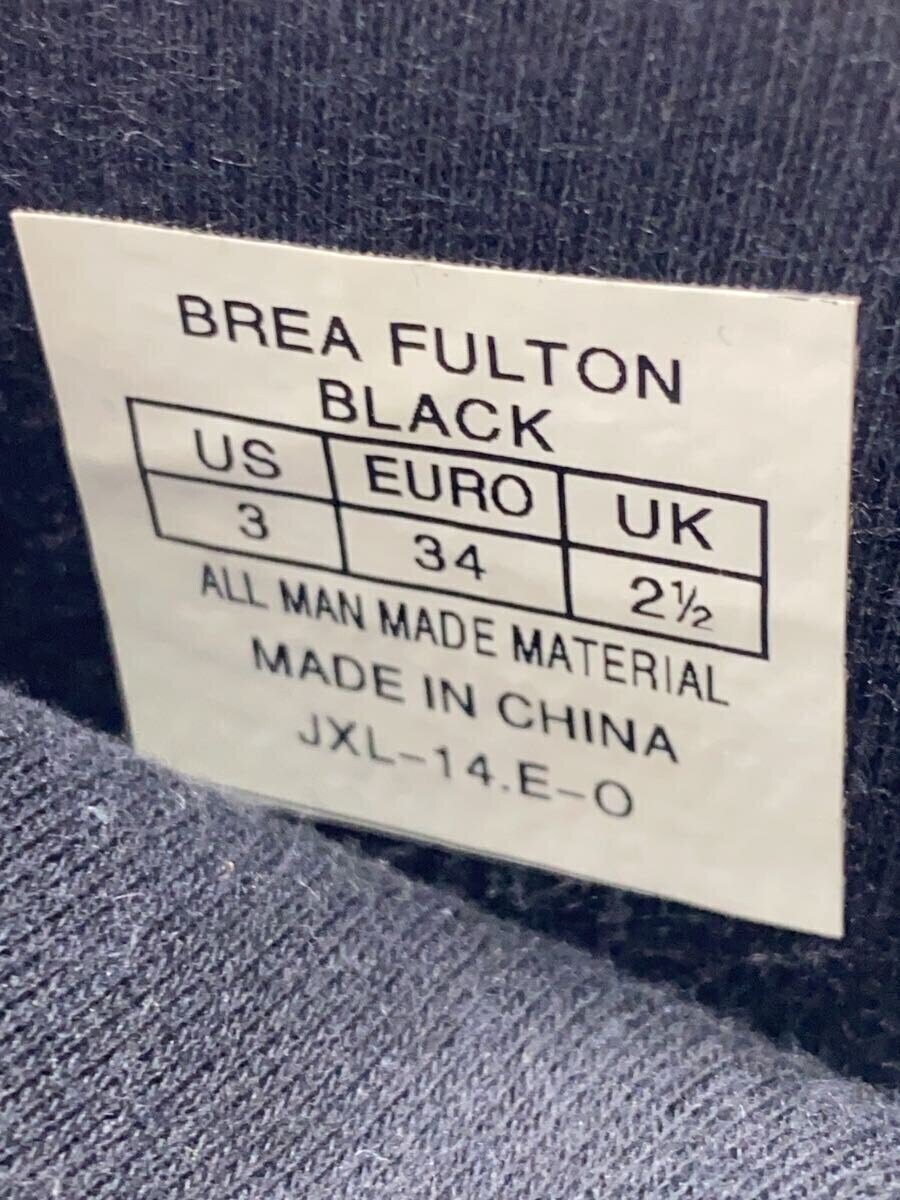 BREA FULTON
BLACK
US EURO UK
3 34 2½
ALL MAN MADE MATERIAL
MADE IN CHINA
JXL-14.E-O